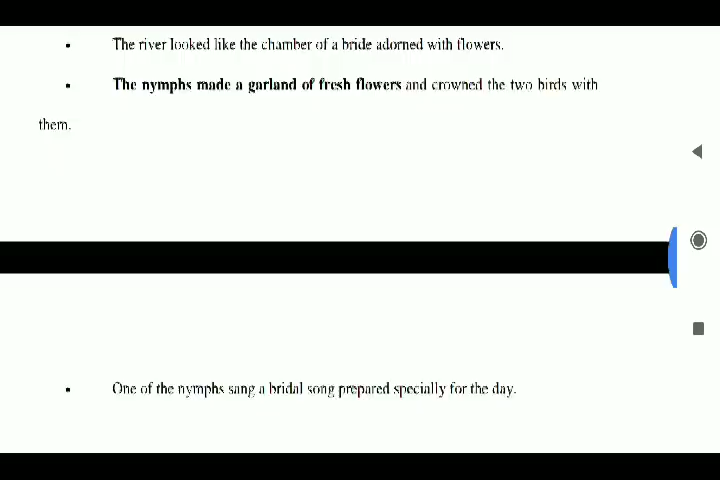 • The river looked like the chamber of a bride adorned with flowers.
• The nymphs made a garland of fresh flowers and crowned the two birds with
them.
• One of the nymphs sang a bridal song prepared specially for the day.